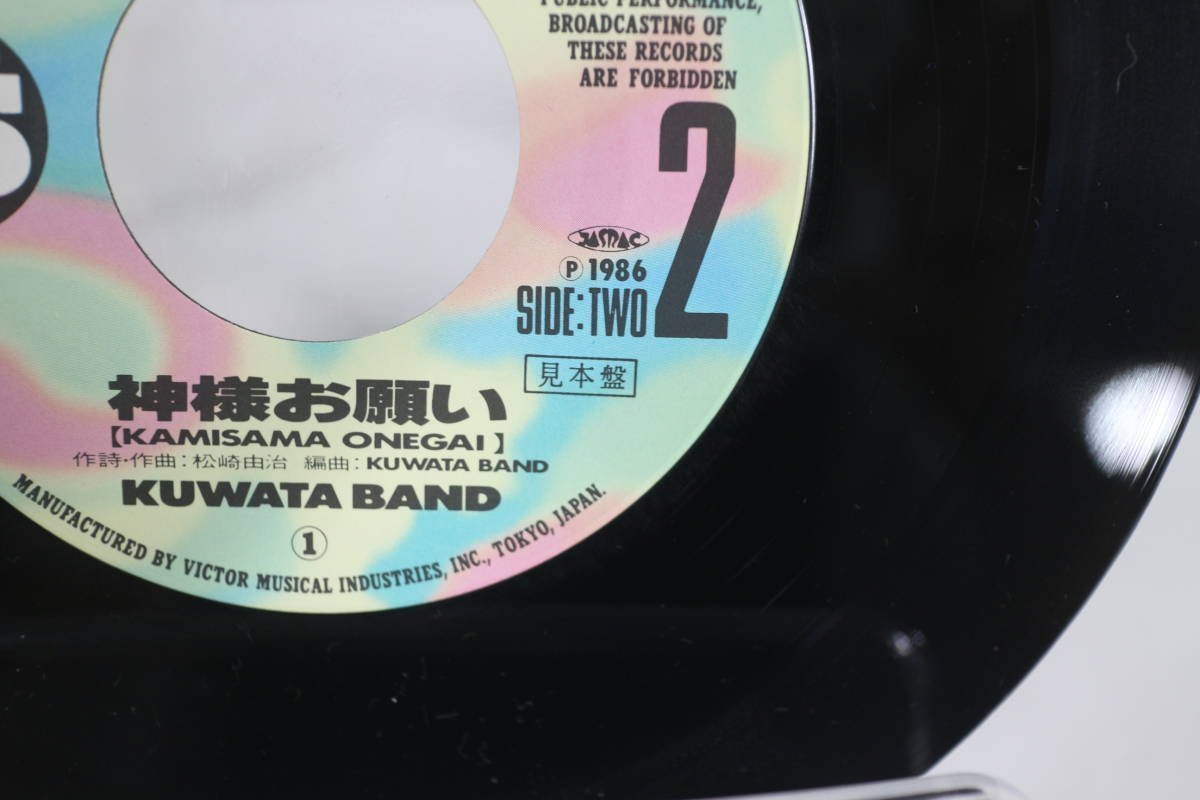 PUBLIC PERFORMANCE,
BROADCASTING OF
THESE RECORDS
ARE FORBIDDEN
2
JASRAC
Ⓟ 1986
SIDE:TWO
見本盤
神様お願い
【KAMISAMA ONEGAI】
作詩・作曲:松崎由治 編曲:KUWATA BAND
KUWATA BAND
①
MANUFACTURED BY VICTOR MUSICAL INDUSTRIES, INC., TOKYO, JAPAN.